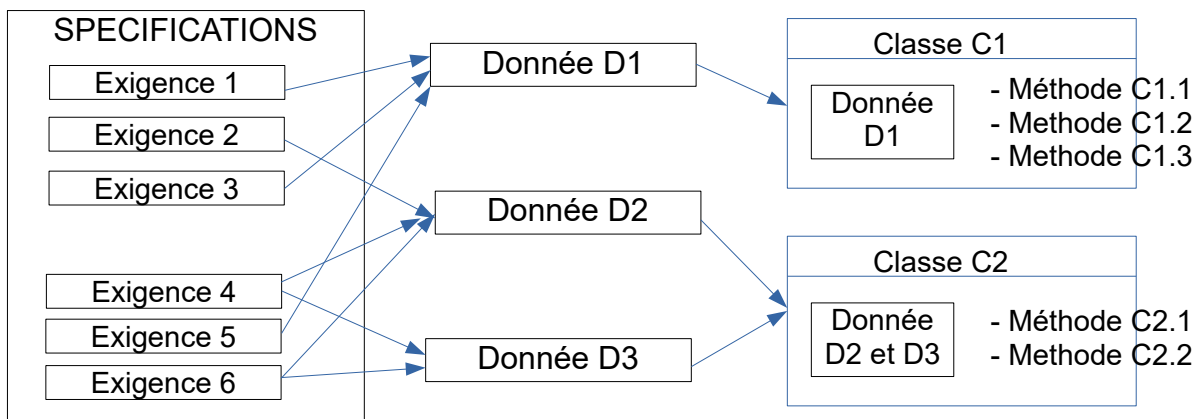 SPECIFICATIONS
Exigence 1
Exigence 2
Exigence 3
Exigence 4
Exigence 5
Exigence 6
Donnée D1
Donnée D2
Donnée D3
Classe C1
Donnée
D1
- Méthode C1.1
- Methode C1.2
- Methode C1.3
Classe C2
Donnée
D2 et D3
- Méthode C2.1
- Methode C2.2